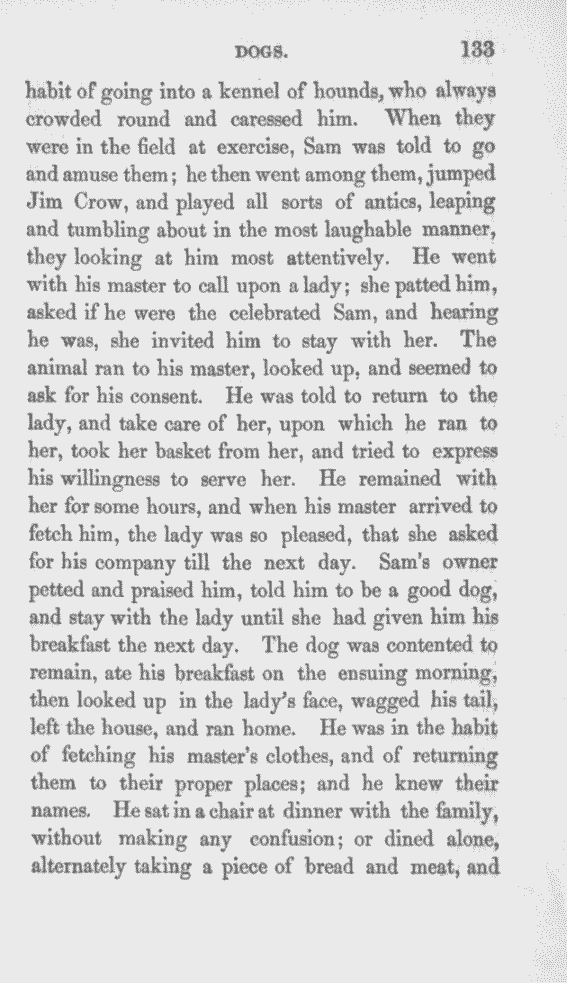 DOGS. 133
habit of going into a kennel of hounds, who always
crowded round and caressed him. When they
were in the field at exercise, Sam was told to go
and amuse them; he then went among them, jumped
Jim Crow, and played all sorts of antics, leaping
and tumbling about in the most laughable manner,
they looking at him most attentively. He went
with his master to call upon a lady; she patted him,
asked if he were the celebrated Sam, and hearing
he was, she invited him to stay with her. The
animal ran to his master, looked up, and seemed to
ask for his consent. He was told to return to the
lady, and take care of her, upon which he ran to
her, took her basket from her, and tried to express
his willingness to serve her. He remained with
her for some hours, and when his master arrived to
fetch him, the lady was so pleased, that she asked
for his company till the next day. Sam's owner
petted and praised him, told him to be a good dog,
and stay with the lady until she had given him his
breakfast the next day. The dog was contented to
remain, ate his breakfast on the ensuing morning,
then looked up in the lady's face, wagged his tail,
left the house, and ran home. He was in the habit
of fetching his master's clothes, and of returning
them to their proper places; and he knew their
names. He sat in a chair at dinner with the family,
without making any confusion; or dined alone,
alternately taking a piece of bread and meat, and